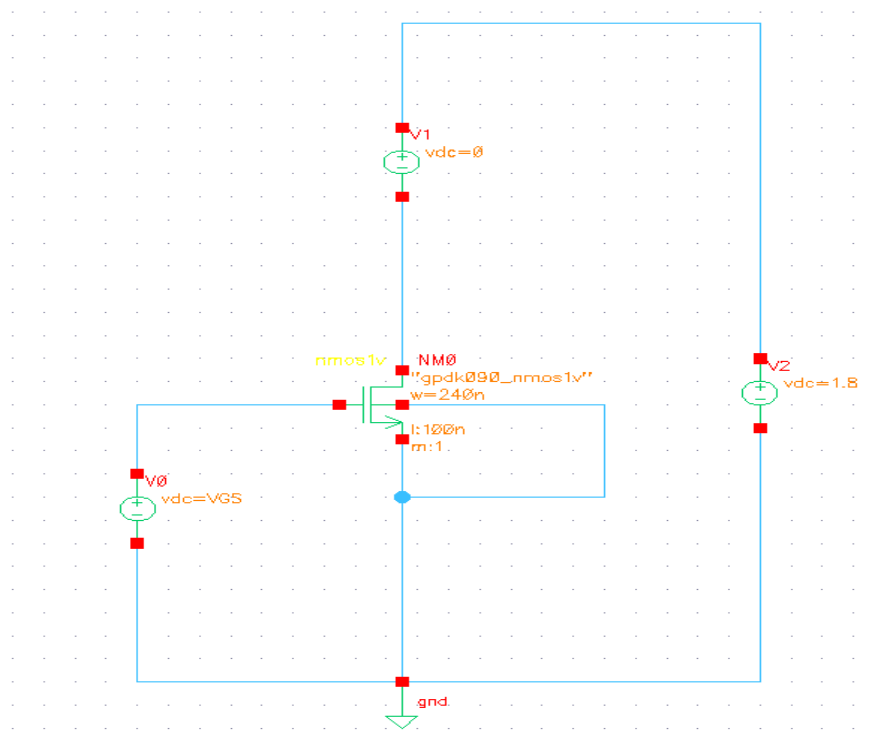 V1
vdc=0
nmos1v
NM0
"gpdk090_nmos1v"
w=240n
l:100n
m:1
V2
vdc=1.8
V0
vdc=VGS
gnd